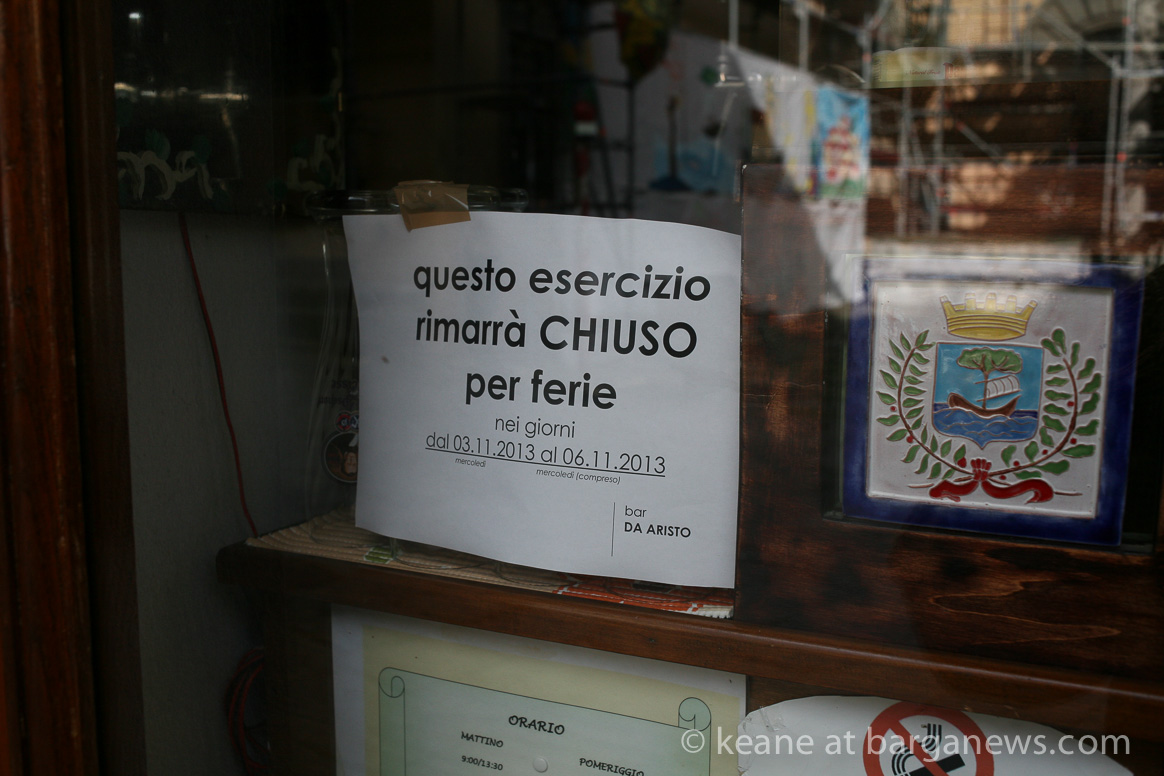 questo esercizio
rimarrà CHIUSO
per ferie
nei giorni
dal 03.11.2013 al 06.11.2013
mercoledì
mercoledì (compreso)
bar
DA ARISTO
ORARIO
MATTINO
9:00/13:30
POMERIGGIO
© keane at barganews.com